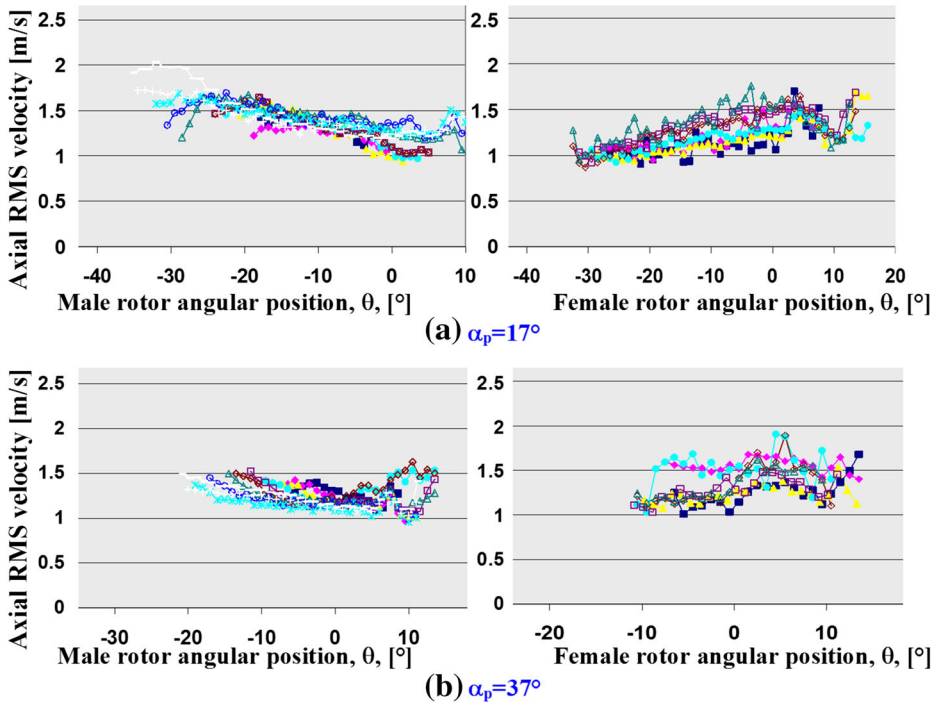 Axial RMS velocity [m/s]
2.5
2
1.5
1
0.5
0
-40 -30 -20 -10 0 10
Male rotor angular position, θ, [°]
2.5
2
1.5
1
0.5
0
-40 -30 -20 -10 0 10 20
Female rotor angular position, θ, [°]
(a) αp=17°
Axial RMS velocity [m/s]
2.5
2
1.5
1
0.5
0
-30 -20 -10 0 10
Male rotor angular position, θ, [°]
2.5
2
1.5
1
0.5
0
-20 -10 0 10
Female rotor angular position, θ, [°]
(b) αp=37°